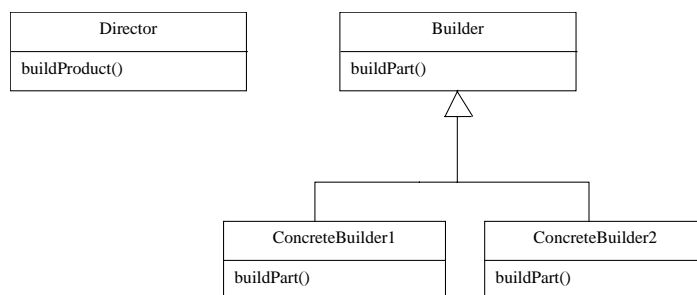 Director
buildProduct()
Builder
buildPart()
ConcreteBuilder1
buildPart()
ConcreteBuilder2
buildPart()